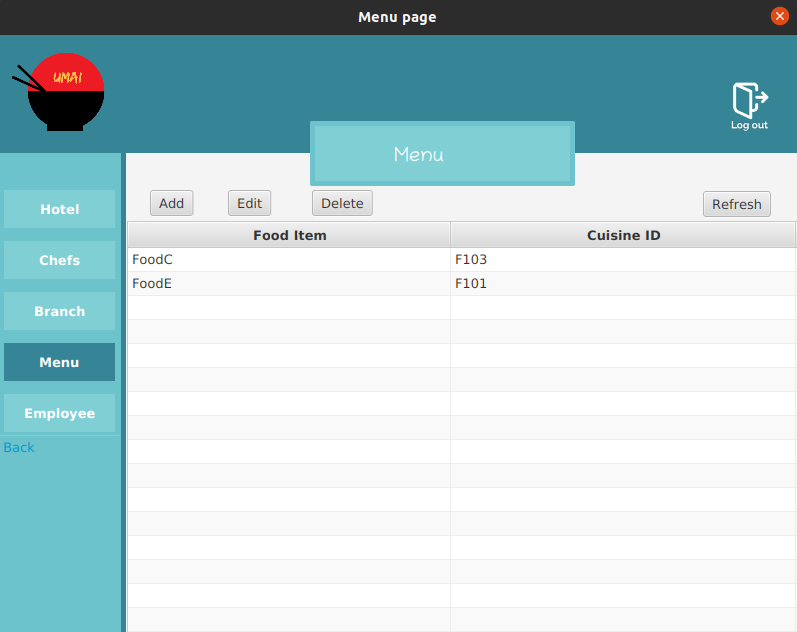 Menu page
UMAI
Log out
Menu
Add Edit Delete Refresh
Hotel
Chefs
Branch
Menu
Employee
Back
Food Item Cuisine ID
FoodC F103
FoodE F101